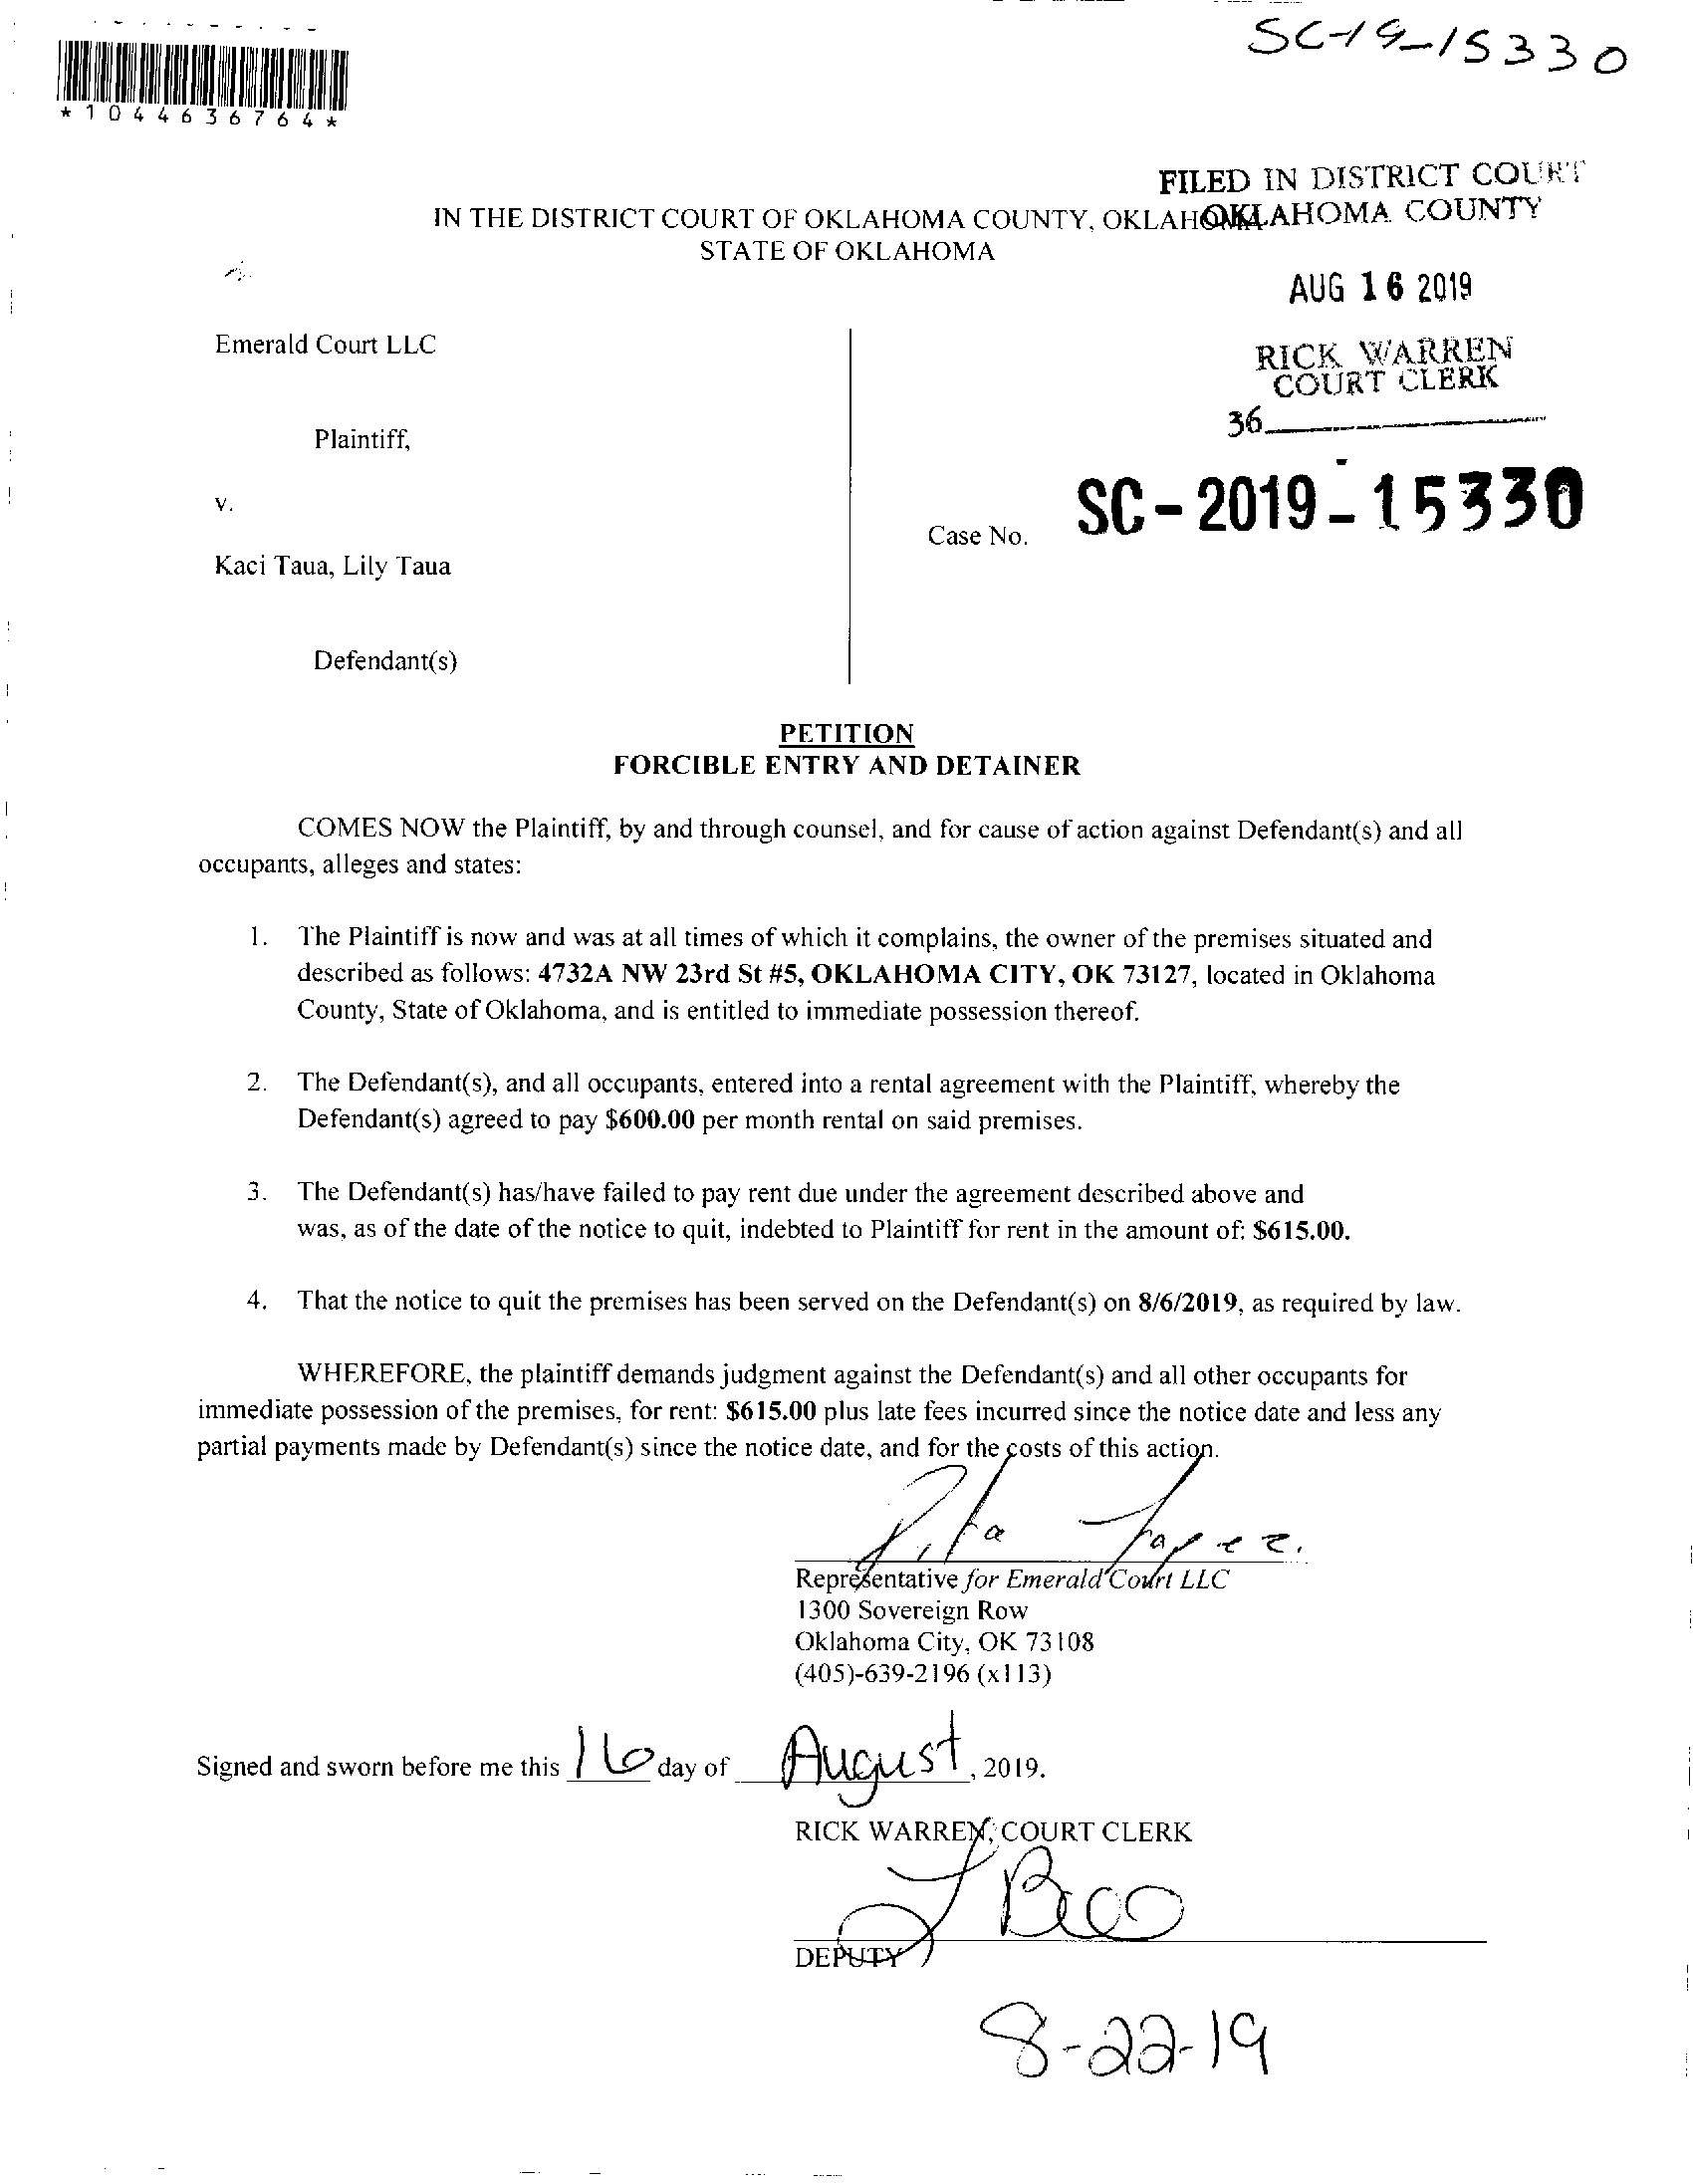 SC-19-15330
*1044636764*
FILED IN DISTRICT COURT
OKLAHOMA COUNTY
IN THE DISTRICT COURT OF OKLAHOMA COUNTY, OKLAHOMA
STATE OF OKLAHOMA
AUG 16 2019
RICK WARREN
COURT CLERK
36
Emerald Court LLC
Plaintiff,
v.
Case No. SC-2019-15330
Kaci Taua, Lily Taua
Defendant(s)
PETITION
FORCIBLE ENTRY AND DETAINER
COMES NOW the Plaintiff, by and through counsel, and for cause of action against Defendant(s) and all
occupants, alleges and states:
1. The Plaintiff is now and was at all times of which it complains, the owner of the premises situated and
described as follows: 4732A NW 23rd St #5, OKLAHOMA CITY, OK 73127, located in Oklahoma
County, State of Oklahoma, and is entitled to immediate possession thereof.
2. The Defendant(s), and all occupants, entered into a rental agreement with the Plaintiff, whereby the
Defendant(s) agreed to pay $600.00 per month rental on said premises.
3. The Defendant(s) has/have failed to pay rent due under the agreement described above and
was, as of the date of the notice to quit, indebted to Plaintiff for rent in the amount of: $615.00.
4. That the notice to quit the premises has been served on the Defendant(s) on 8/6/2019, as required by law.
WHEREFORE, the plaintiff demands judgment against the Defendant(s) and all other occupants for
immediate possession of the premises, for rent: $615.00 plus late fees incurred since the notice date and less any
partial payments made by Defendant(s) since the notice date, and for the costs of this action.
Representative for Emerald Court LLC
1300 Sovereign Row
Oklahoma City, OK 73108
(405)-639-2196 (x113)
Signed and sworn before me this 16 day of August, 2019.
RICK WARREN, COURT CLERK
DEPUTY
8-22-19